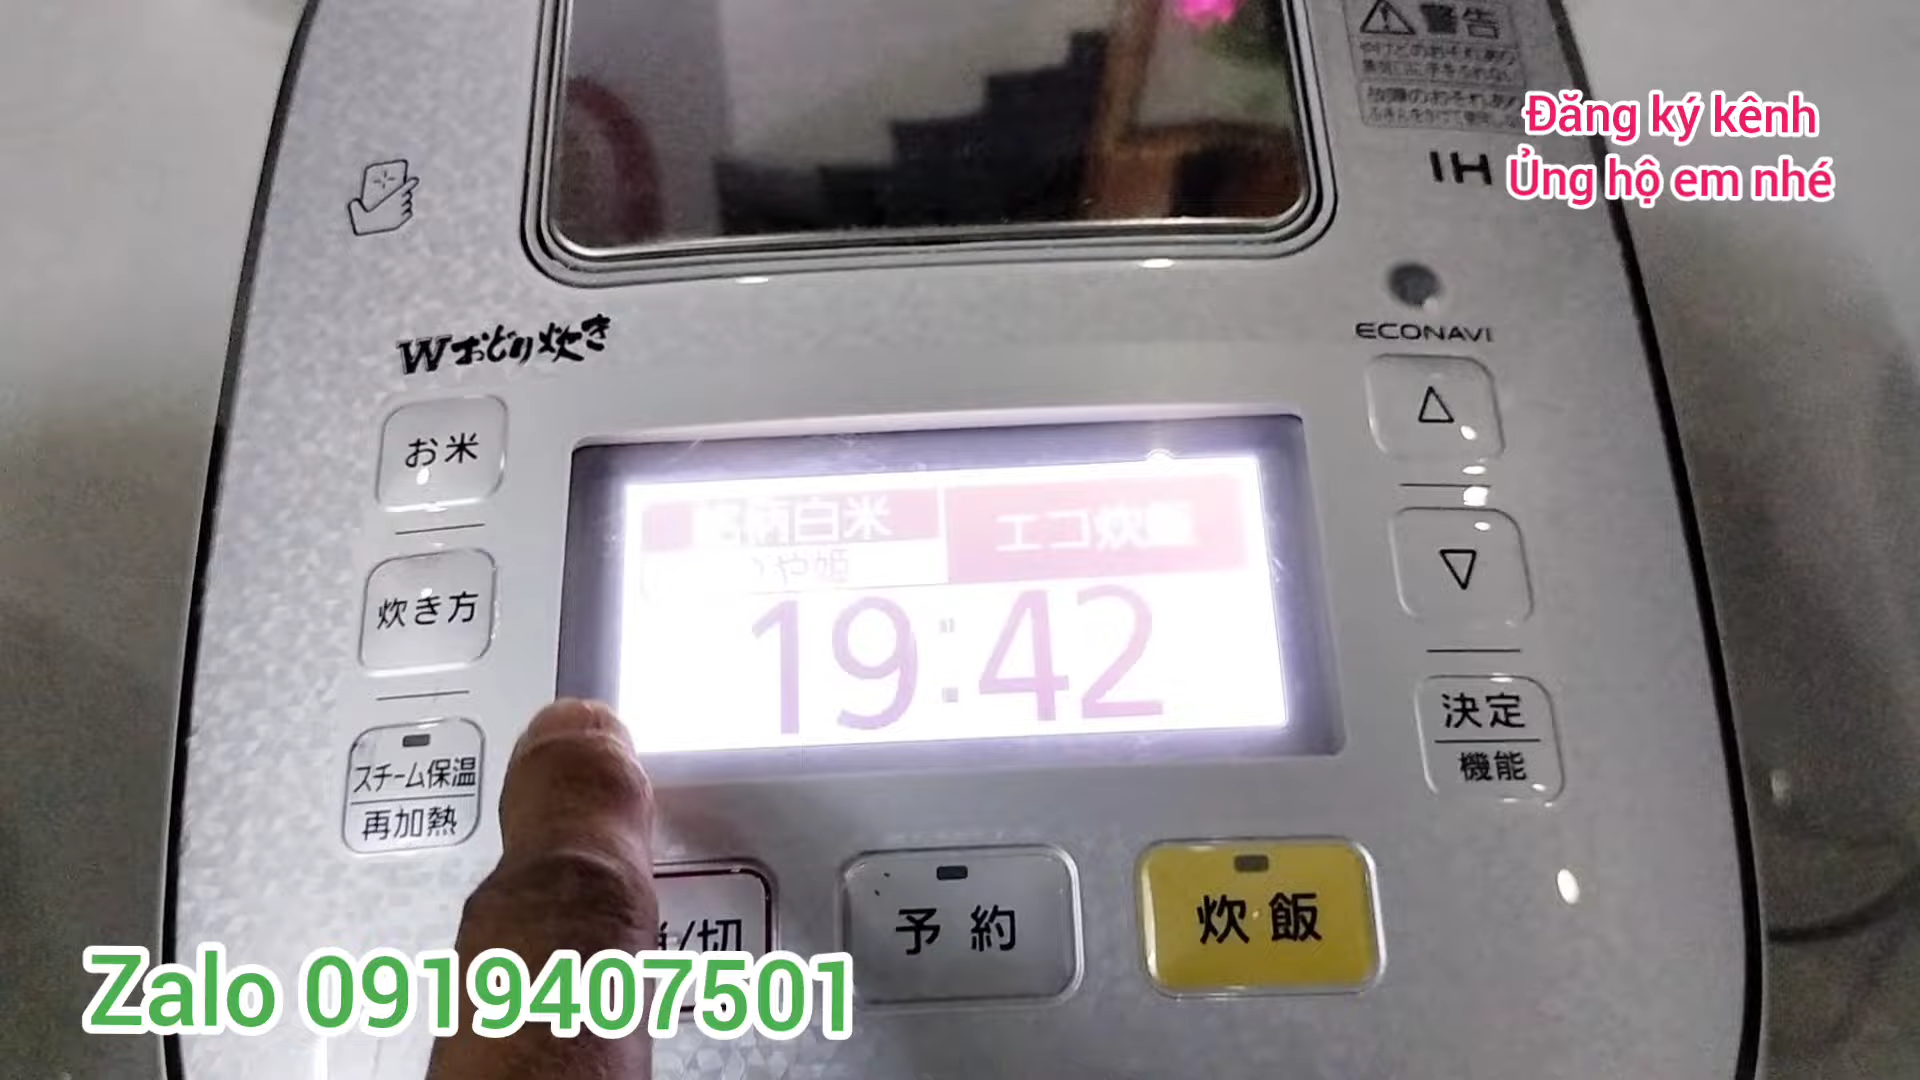 警告
Đăng ký kênh
IH
Ủng hộ em nhé
ECONAVI
Wおどり炊き
お米
△
銘柄白米
エコ炊飯
炊き方
▽
19:42
決定
機能
スチーム保温
再加熱
/切
予約
炊飯
Zalo 0919407501